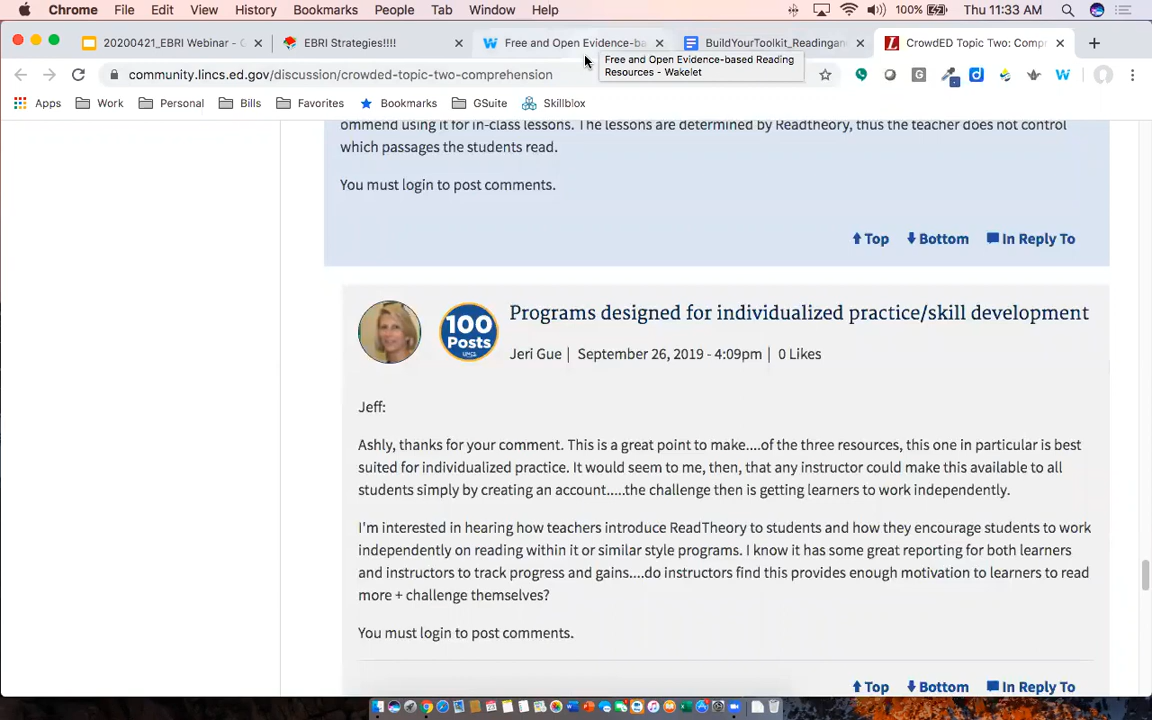 Chrome File Edit View History Bookmarks People Tab Window Help 100% Thu 11:33 AM
20200421_EBRI Webinar - G
EBRI Strategies!!!!
Free and Open Evidence-ba
BuildYourToolkit_Readingan
CrowdED Topic Two: Comp
Free and Open Evidence-based Reading
Resources - Wakelet
community.lincs.ed.gov/discussion/crowded-topic-two-comprehension
Apps Work Personal Bills Favorites Bookmarks GSuite Skillblox
ommend using it for in-class lessons. The lessons are determined by Readtheory, thus the teacher does not control
which passages the students read.
You must login to post comments.
Top Bottom In Reply To
100
Posts
Programs designed for individualized practice/skill development
Jeri Gue | September 26, 2019 - 4:09pm | 0 Likes
Jeff:
Ashly, thanks for your comment. This is a great point to make....of the three resources, this one in particular is best
suited for individualized practice. It would seem to me, then, that any instructor could make this available to all
students simply by creating an account.....the challenge then is getting learners to work independently.
I'm interested in hearing how teachers introduce ReadTheory to students and how they encourage students to work
independently on reading within it or similar style programs. I know it has some great reporting for both learners
and instructors to track progress and gains....do instructors find this provides enough motivation to learners to read
more + challenge themselves?
You must login to post comments.
Top Bottom In Reply To